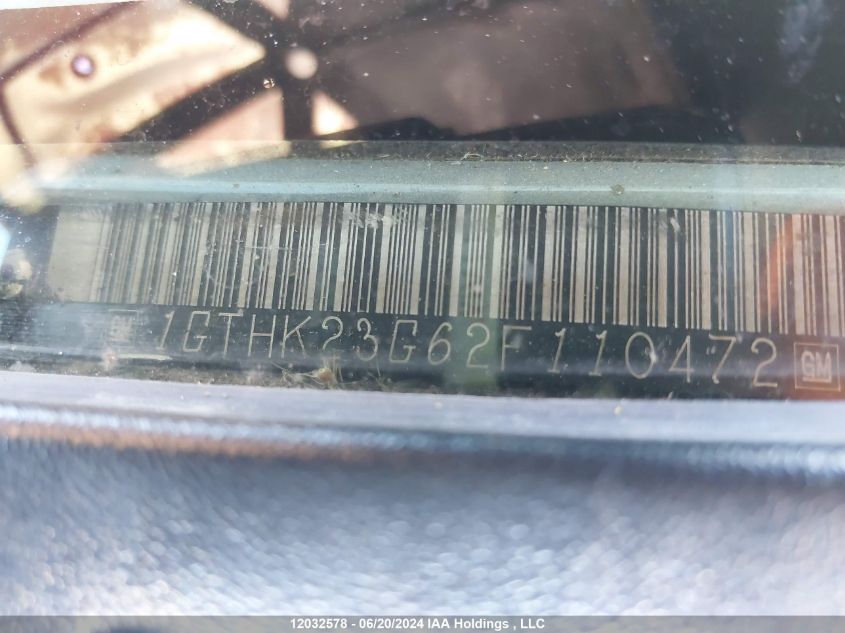 1GTHK23G62F110472 GM
12032578 - 06/20/2024 IAA Holdings , LLC